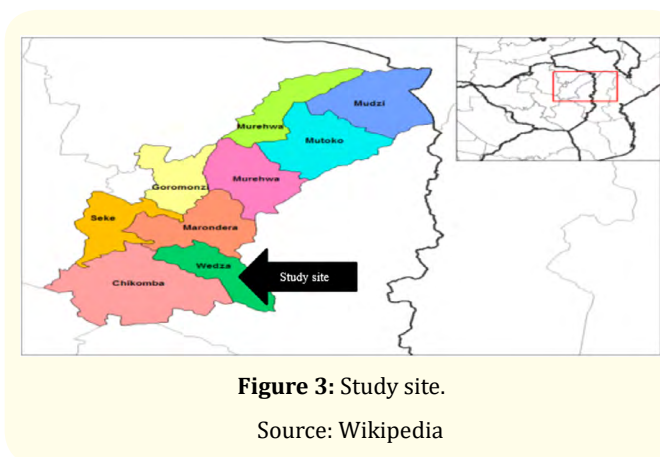 Mudzi
Murehwa
Mutoko
Murehwa
Goromonzi
Seke
Marondera
Wedza
Study site
Chikomba
Figure 3: Study site.
Source: Wikipedia